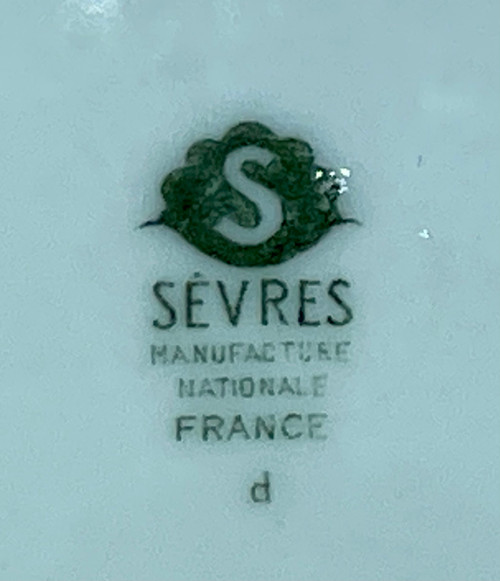 S
SÈVRES
MANUFACTURE
NATIONALE
FRANCE
d